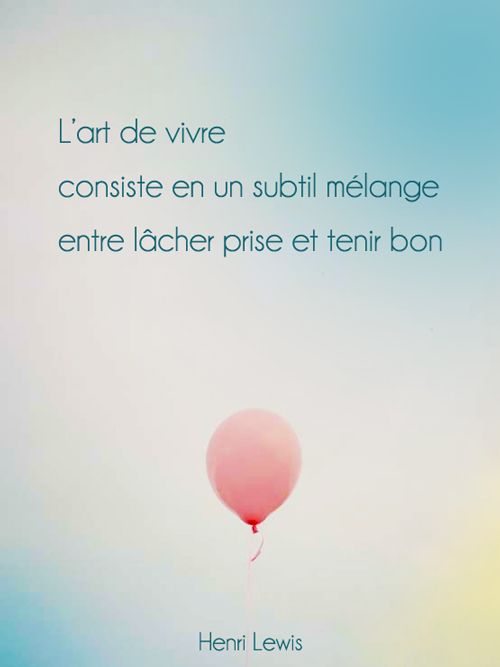 L'art de vivre
consiste en un subtil mélange
entre lâcher prise et tenir bon
Henri Lewis